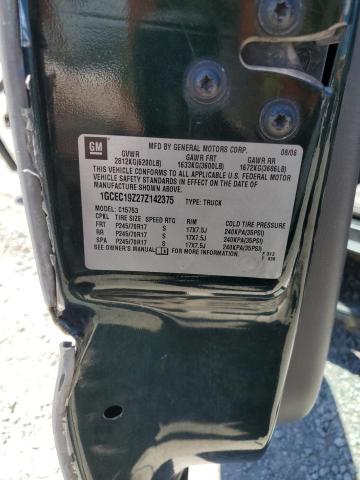 GM
MFD BY GENERAL MOTORS CORP. 08/06
GVWR GAWR FRT GAWR RR
2812KG(6200LB) 1633KG(3600LB) 1672KG(3686LB)
THIS VEHICLE CONFORMS TO ALL APPLICABLE U.S. FEDERAL MOTOR
VEHICLE SAFETY STANDARDS IN EFFECT ON THE DATE OF
MANUFACTURE SHOWN ABOVE.
1GCEC19Z27Z142375 TYPE: TRUCK
MODEL: C15753
CPKL TIRE SIZE SPEED RTG RIM COLD TIRE PRESSURE
FRT P245/70R17 S 17X7.5J 240KPA(35PSI)
RR P245/70R17 S 17X7.5J 240KPA(35PSI)
SPA P245/70R17 S 17X7.5J 240KPA(35PSI)
SEE OWNER'S MANUAL FOR MORE INFORMATION.